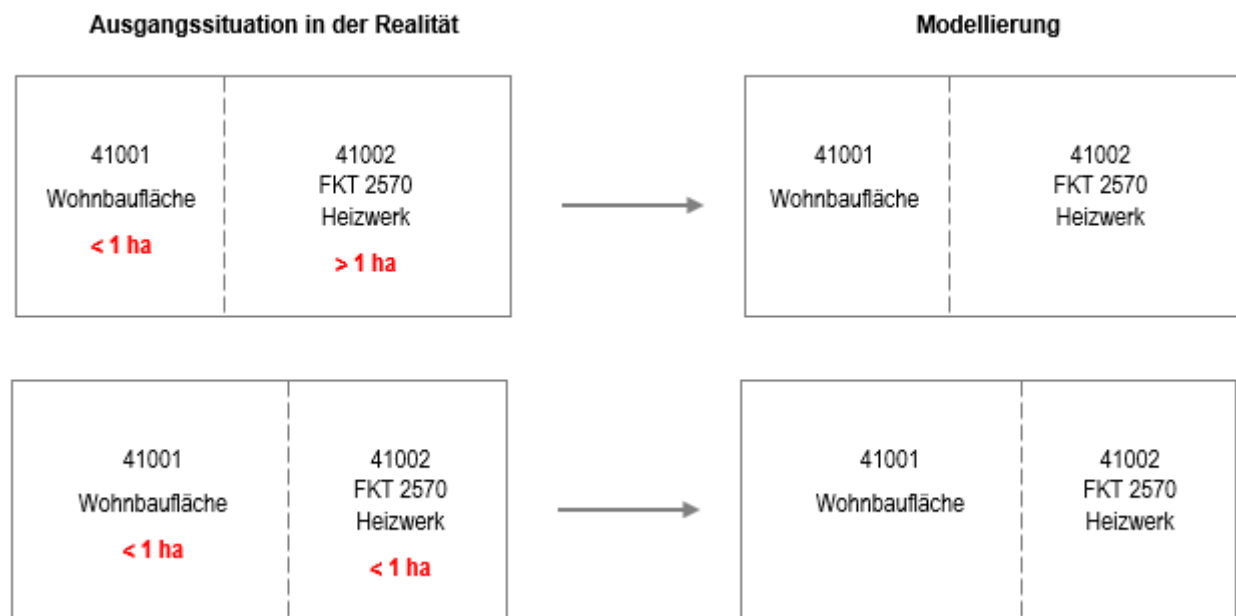 Ausgangssituation in der Realität
Modellierung
41001
Wohnbaufläche
< 1 ha
41002
FKT 2570
Heizwerk
> 1 ha
41001
Wohnbaufläche
41002
FKT 2570
Heizwerk
41001
Wohnbaufläche
< 1 ha
41002
FKT 2570
Heizwerk
< 1 ha
41001
Wohnbaufläche
41002
FKT 2570
Heizwerk